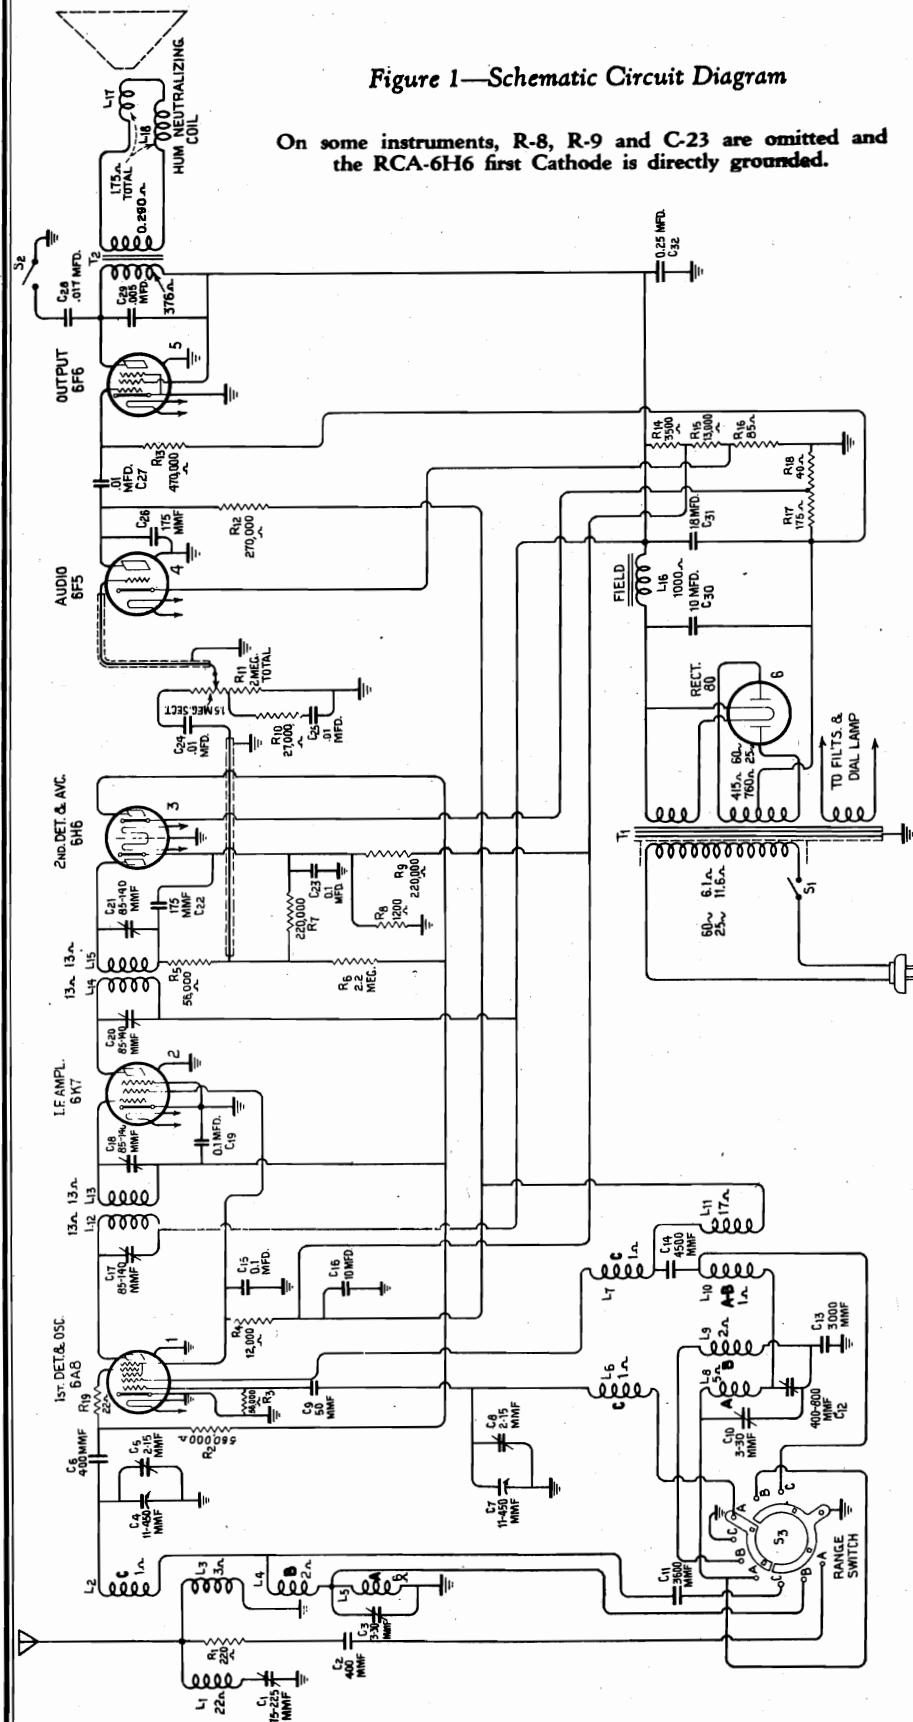 Figure 1—Schematic Circuit Diagram
On some instruments, R-8, R-9 and C-23 are omitted and
the RCA-6H6 first Cathode is directly grounded.
L17
L18
HUM NEUTRALIZING
COIL
1.75Ω
TOTAL
0.290Ω
S2
T2
C28
.017 MFD.
C29
.005
MFD.
376Ω
0.25 MFD.
C32
OUTPUT
6F6
5
R13
470,000
Ω
.01
MFD.
C27
C26
175
MMF
R12
270,000
Ω
R14
3500
Ω
R15
13,000
Ω
R16
85Ω
R18
40Ω
R17
175Ω
18 MFD.
C31
AUDIO
6F5
4
FIELD
L16
1000Ω
10 MFD.
C30
R11
2 MEG.
TOTAL
1.5 MEG. SECT.
C24
.01
MFD.
R10
27,000
Ω
C25
.01
MFD.
RECT.
80
6
60~
25~
415Ω
760Ω
TO FILTS. &
DIAL LAMP
2ND. DET. & AVC.
6H6
3
T1
60~
25~
6.1Ω
11.6Ω
S1
C21
85-140
MMF
175
MMF
C22
C23
0.1
MFD.
R9
220,000
Ω
220,000
R7
Ω
R8
1200
Ω
13Ω
L15
13Ω
L14
R5
56,000
Ω
R6
2.2
MEG.
C20
85-140
MMF
I.F. AMPL.
6K7
2
C18
85-140
MMF
0.1 MFD.
C19
13Ω
L13
13Ω
L12
C17
85-140
MMF
C15
0.1
MFD.
C16
10 MFD.
R4
12,000
Ω
L11
17Ω
C14
4500
MMF
L7
C
1Ω
L10
A-B
1Ω
1ST. DET. & OSC.
6A8
1
R19
22Ω
56,000
Ω
R3
C9
50
MMF
L6
C
1Ω
L9
2Ω
B
L8
5Ω
A
C13
3000
MMF
C6
400 MMF
560,000
Ω
R2
C5
2-15
MMF
C4
11-450
MMF
C8
2-15
MMF
C7
11-450
MMF
C10
3-30
MMF
400-800
MMF
C12
A
B
C
C
B
A
C
B
A
S3
RANGE
SWITCH
C11
3600
MMF
L2
C
1Ω
L3
3Ω
L4
B
2Ω
L5
A
C3
3-30
MMF
R1
220
Ω
C2
400
MMF
L1
22Ω
C1
15-225
MMF